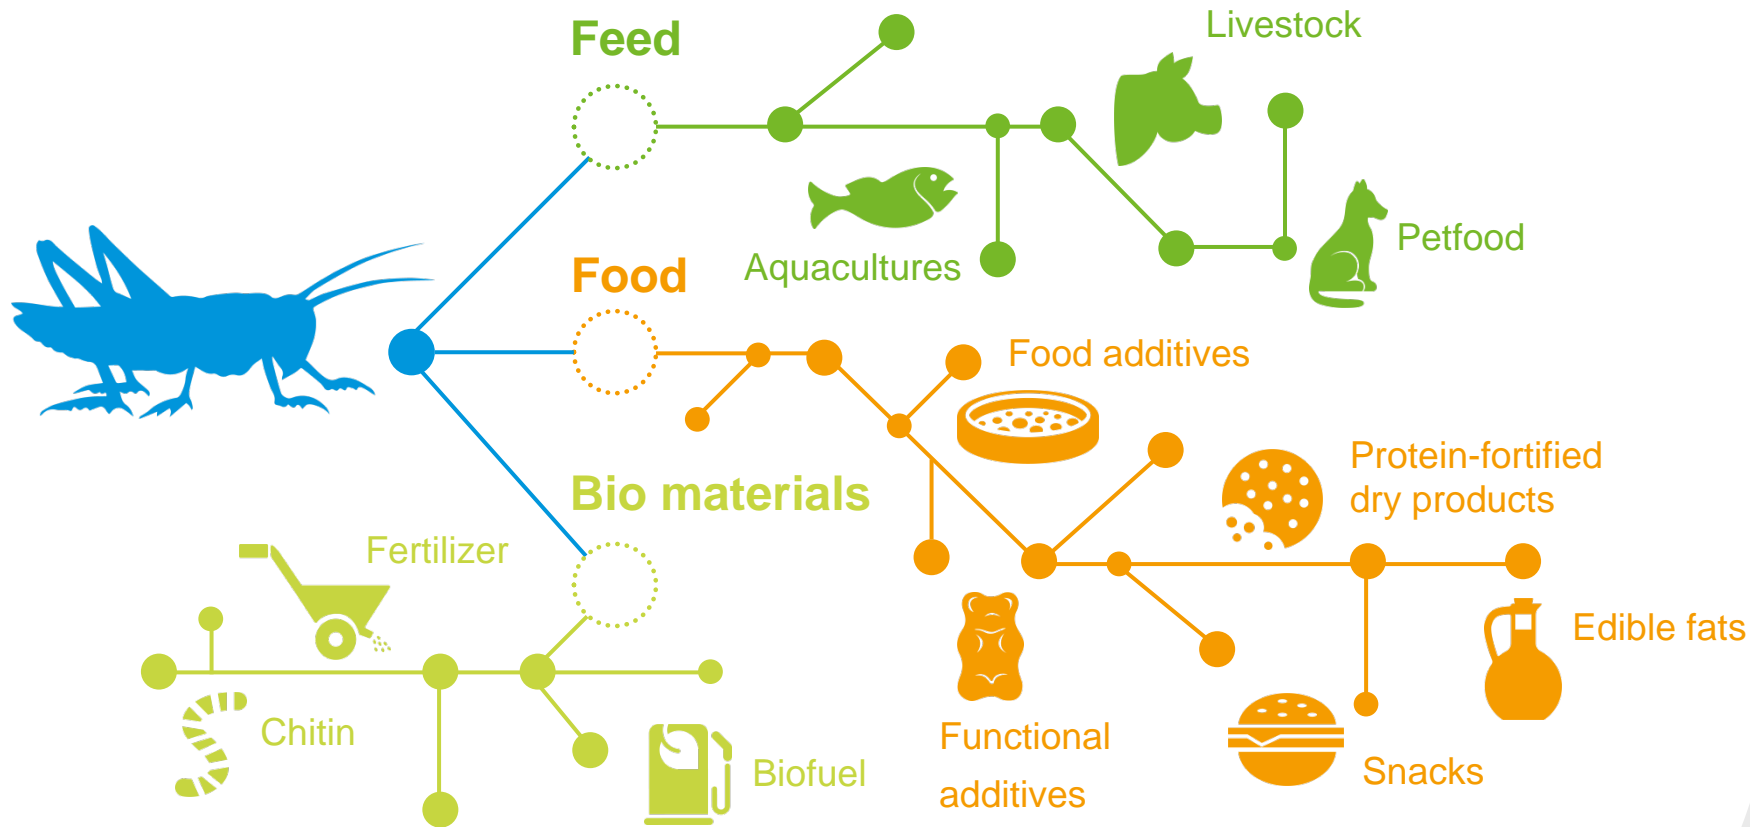 Feed
Livestock
Aquacultures
Petfood
Food
Food additives
Protein-fortified
dry products
Edible fats
Functional
additives
Snacks
Bio materials
Fertilizer
Chitin
Biofuel